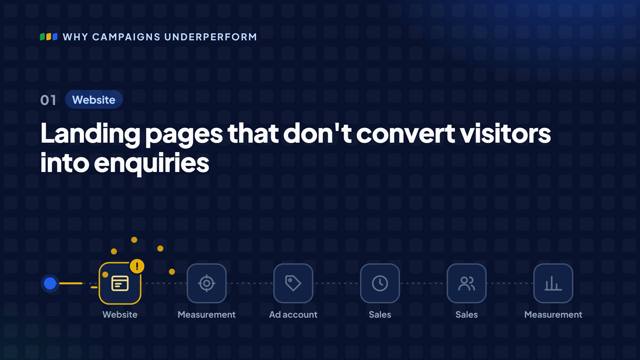 WHY CAMPAIGNS UNDERPERFORM
01 Website
Landing pages that don't convert visitors
into enquiries
!
Website Measurement Ad account Sales Sales Measurement